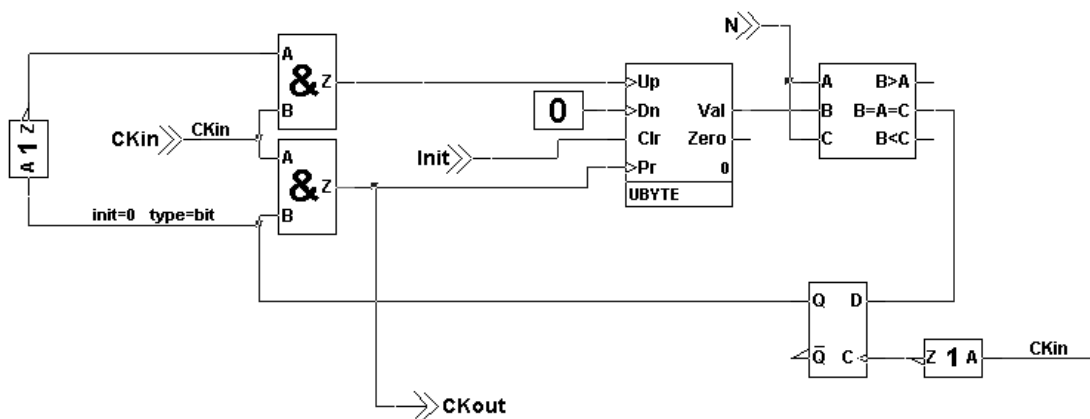 N
A
&
Z
B
Up
A
B>A
0
Dn
Val
B
B=A=C
CKin
CKin
Clr
Zero
C
B<C
A 1 Z
A
&
Z
Init
Pr
0
init=0 type=bit
B
UBYTE
Q
D
Q
C
Z 1 A
CKin
CKout